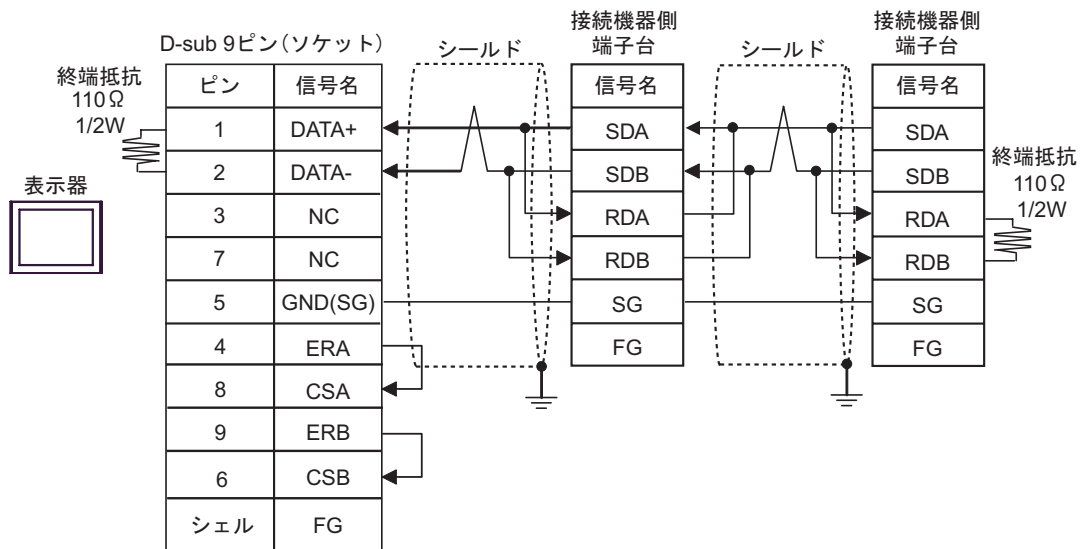 表示器
終端抵抗
110Ω
1/2W
D-sub 9ピン(ソケット)
ピン 信号名
1 DATA+
2 DATA-
3 NC
7 NC
5 GND(SG)
4 ERA
8 CSA
9 ERB
6 CSB
シェル FG
シールド
接続機器側
端子台
信号名
SDA
SDB
RDA
RDB
SG
FG
シールド
接続機器側
端子台
信号名
SDA
SDB
RDA
RDB
SG
FG
終端抵抗
110Ω
1/2W